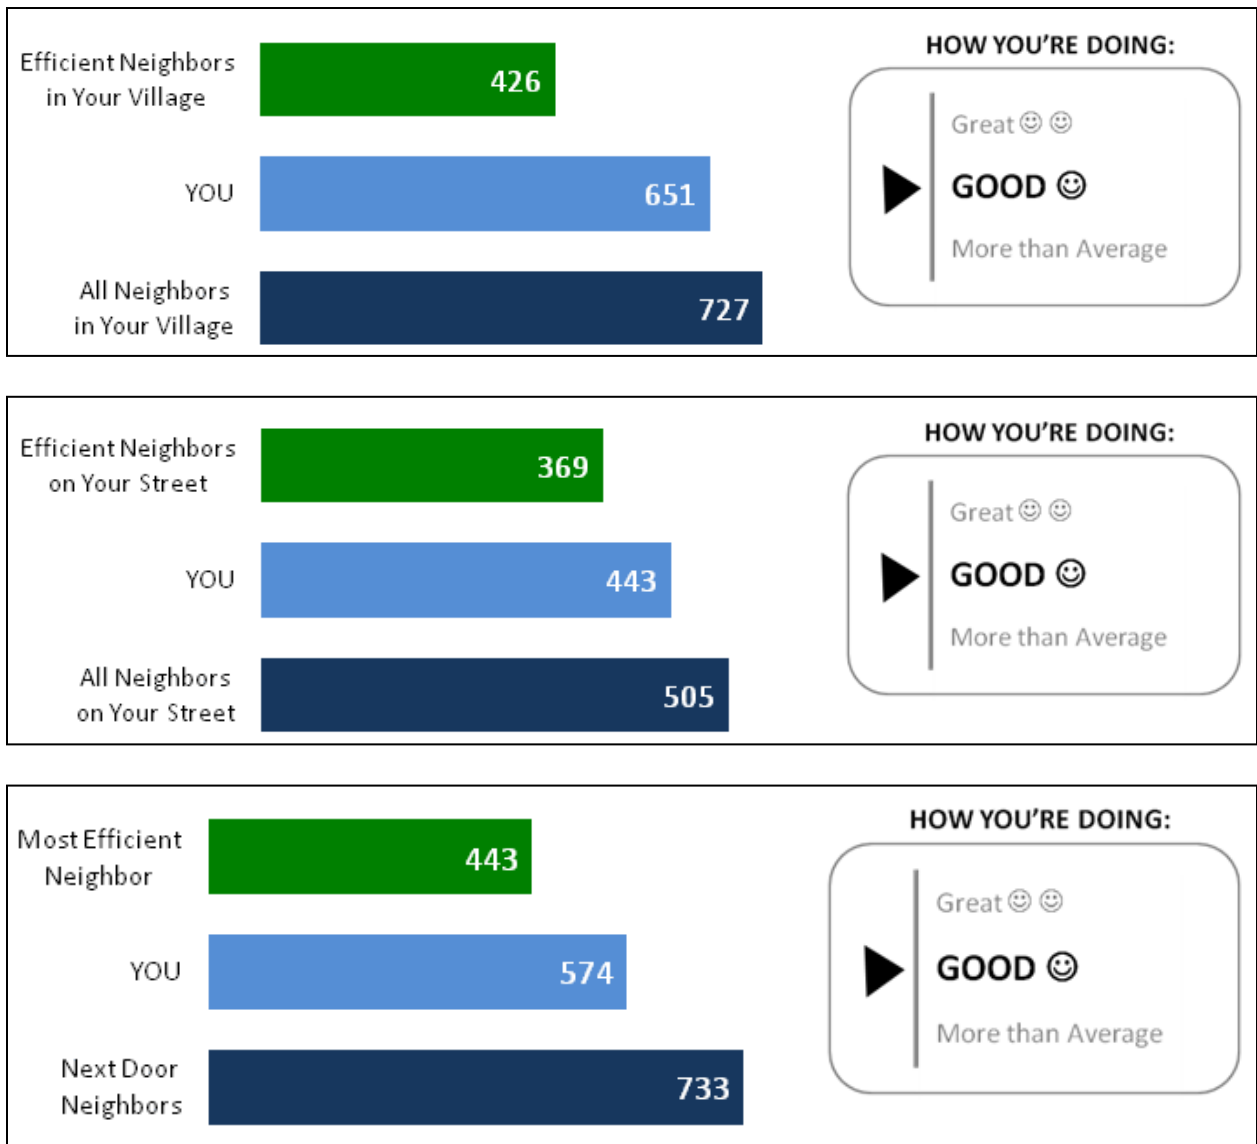 HOW YOU'RE DOING:
Efficient Neighbors
in Your Village
426
Great ☺ ☺
YOU
651
GOOD ☺
More than Average
All Neighbors
in Your Village
727
HOW YOU'RE DOING:
Efficient Neighbors
on Your Street
369
Great ☺ ☺
YOU
443
GOOD ☺
More than Average
All Neighbors
on Your Street
505
HOW YOU'RE DOING:
Most Efficient
Neighbor
443
Great ☺ ☺
YOU
574
GOOD ☺
More than Average
Next Door
Neighbors
733